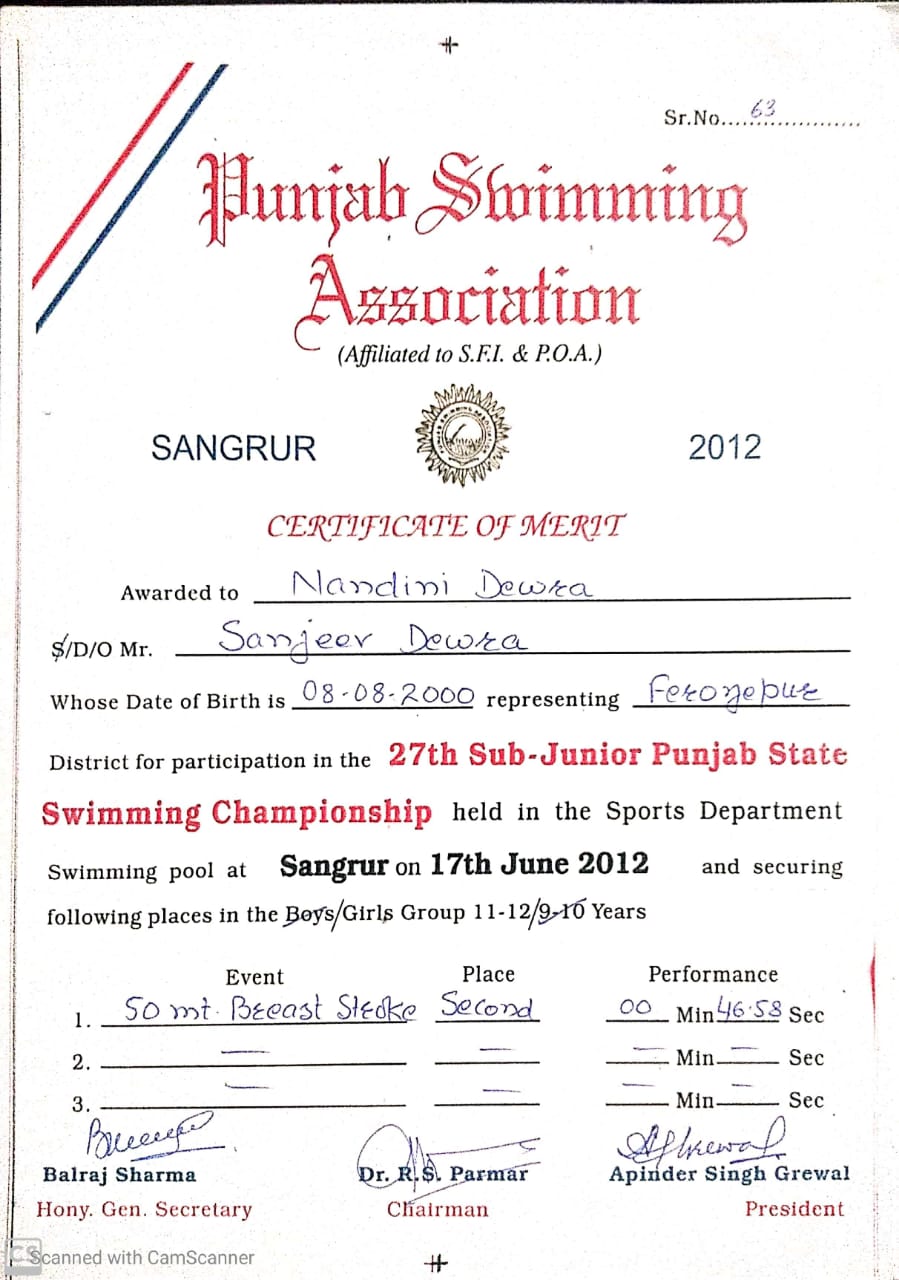 Sr.No....63....................
Punjab Swimming
Association
(Affiliated to S.F.I. & P.O.A.)
SANGRUR 2012
CERTIFICATE OF MERIT
Awarded to Nandini Dewra
S/D/O Mr. Sanjeev Dewra
Whose Date of Birth is 08-08-2000 representing Ferozepur
District for participation in the 27th Sub-Junior Punjab State
Swimming Championship held in the Sports Department
Swimming pool at Sangrur on 17th June 2012 and securing
following places in the Boys/Girls Group 11-12/9-10 Years
Event Place Performance
1. 50 mt. Breast Stroke Second 00 Min 46.58 Sec
2. — — — Min — Sec
3. — — — Min — Sec
Balraj Sharma Dr. R.S. Parmar Apinder Singh Grewal
Hony. Gen. Secretary Chairman President
CS Scanned with CamScanner